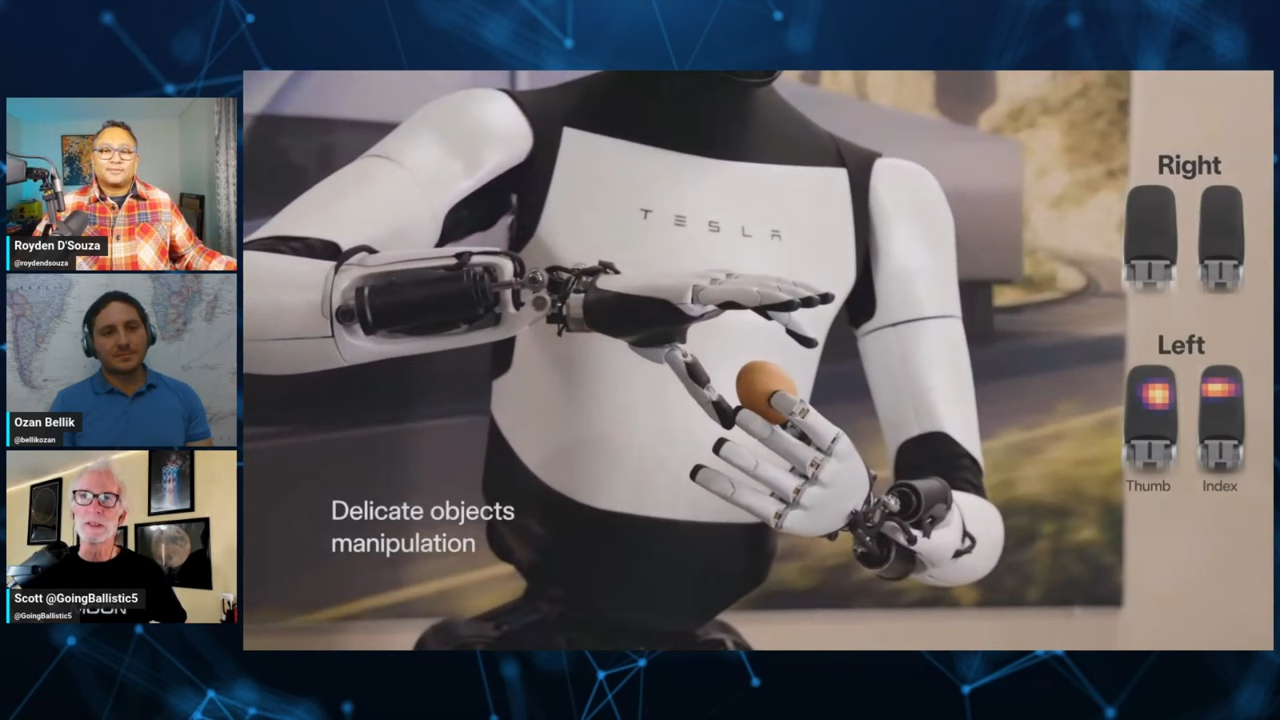 Royden D'Souza
@roydendsouza
Ozan Bellik
@bellikozan
Scott @GoingBallistic5
@GoingBallistic5
TESLA
Delicate objects
manipulation
Right
Left
Thumb
Index